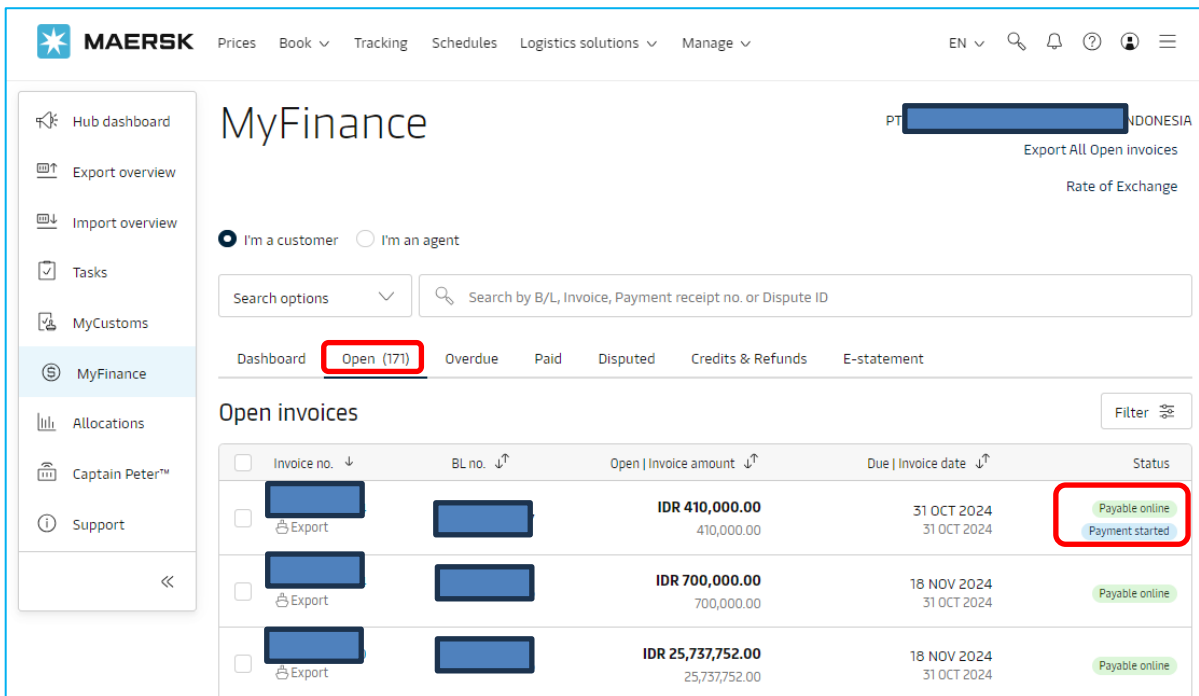 MAERSK Prices Book Tracking Schedules Logistics solutions Manage EN
Hub dashboard
Export overview
Import overview
Tasks
MyCustoms
MyFinance
Allocations
Captain Peter™
Support
MyFinance
PT NDONESIA
Export All Open invoices
Rate of Exchange
I'm a customer I'm an agent
Search options Search by B/L, Invoice, Payment receipt no. or Dispute ID
Dashboard Open (171) Overdue Paid Disputed Credits & Refunds E-statement
Open invoices Filter
Invoice no. BL no. Open | Invoice amount Due | Invoice date Status
IDR 410,000.00 31 OCT 2024 Payable online
Export 410,000.00 31 OCT 2024 Payment started
IDR 700,000.00 18 NOV 2024 Payable online
Export 700,000.00 31 OCT 2024
IDR 25,737,752.00 18 NOV 2024 Payable online
Export 25,737,752.00 31 OCT 2024